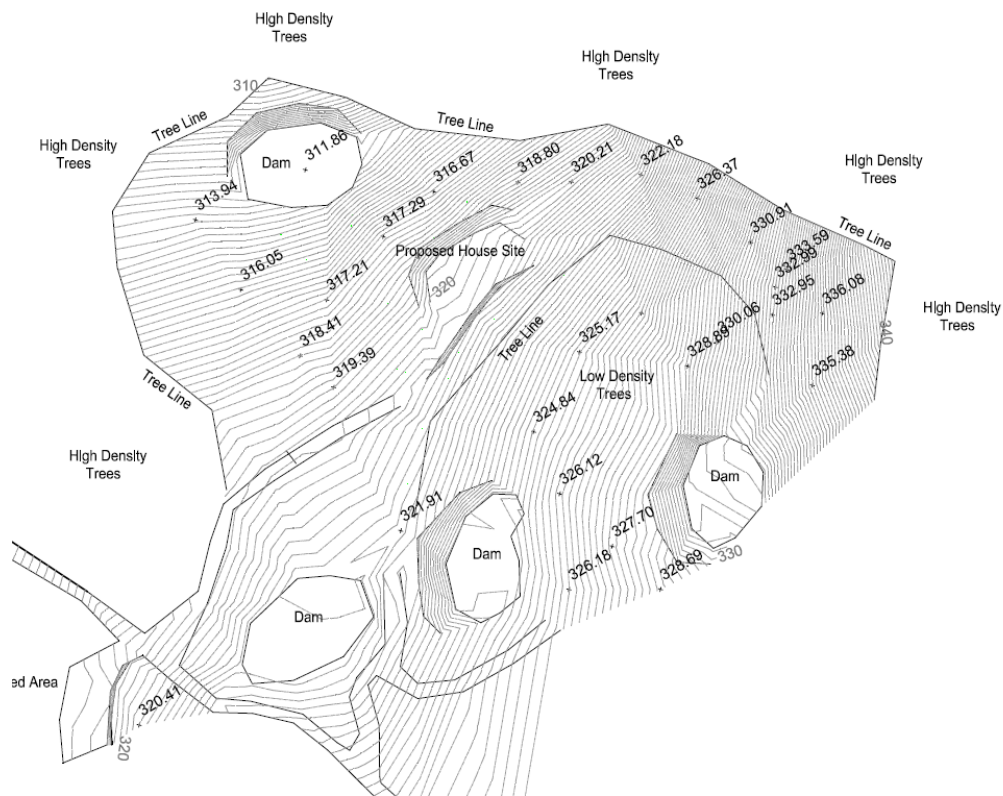 High Density
Trees
High Density
Trees
310
Tree Line
Tree Line
High Density
Trees
Dam
311.86
316.67
318.80
320.21
322.18
326.37
High Density
Trees
313.94
317.29
330.91
Tree Line
Proposed House Site
333.59
332.99
316.05
317.21
320
332.95
336.08
High Density
Trees
318.41
Tree Line
325.17
328.89
330.06
340
319.39
Low Density
Trees
335.38
Tree Line
324.84
High Density
Trees
326.12
Dam
321.91
327.70
Dam
326.18
328.69
330
Dam
ed Area
320.41
320